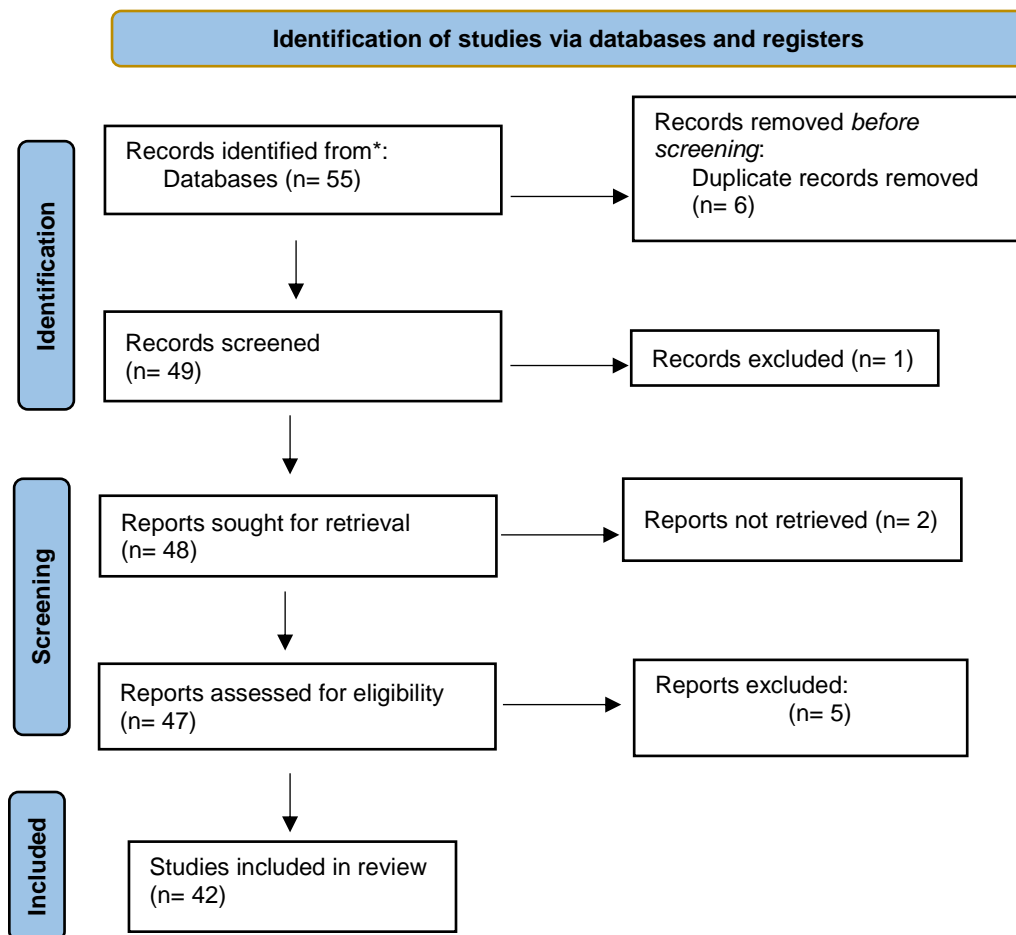 Identification of studies via databases and registers
Identification
Records identified from*:
Databases (n= 55)
Records removed before
screening:
Duplicate records removed
(n= 6)
Records screened
(n= 49)
Records excluded (n= 1)
Screening
Reports sought for retrieval
(n= 48)
Reports not retrieved (n= 2)
Reports assessed for eligibility
(n= 47)
Reports excluded:
(n= 5)
Included
Studies included in review
(n= 42)